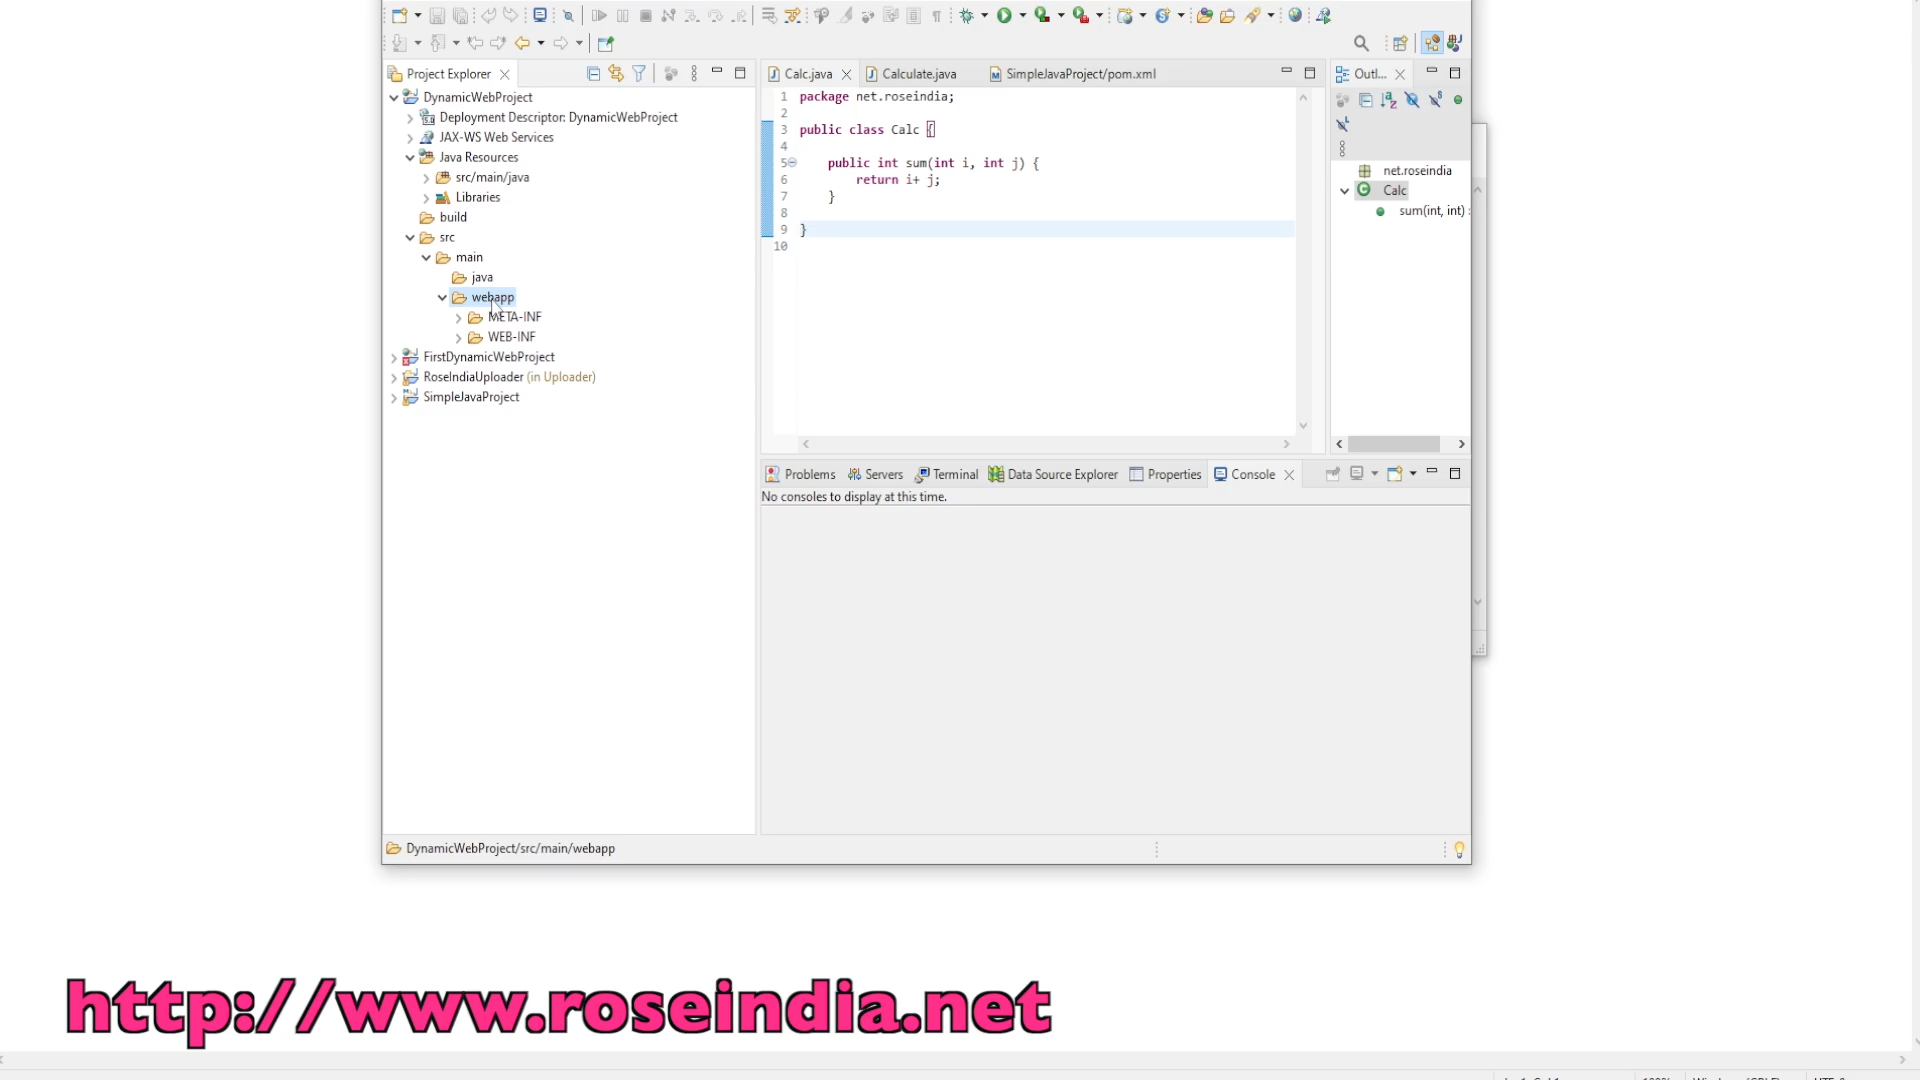 Project Explorer
DynamicWebProject
Deployment Descriptor: DynamicWebProject
JAX-WS Web Services
Java Resources
src/main/java
Libraries
build
src
main
java
webapp
META-INF
WEB-INF
FirstDynamicWebProject
RoseIndiaUploader (in Uploader)
SimpleJavaProject
Calc.java
Calculate.java
SimpleJavaProject/pom.xml
1 package net.roseindia;
2
3 public class Calc {
4
5 public int sum(int i, int j) {
6 return i+ j;
7 }
8
9 }
10
Outl...
net.roseindia
Calc
sum(int, int) :
Problems
Servers
Terminal
Data Source Explorer
Properties
Console
No consoles to display at this time.
DynamicWebProject/src/main/webapp
http://www.roseindia.net